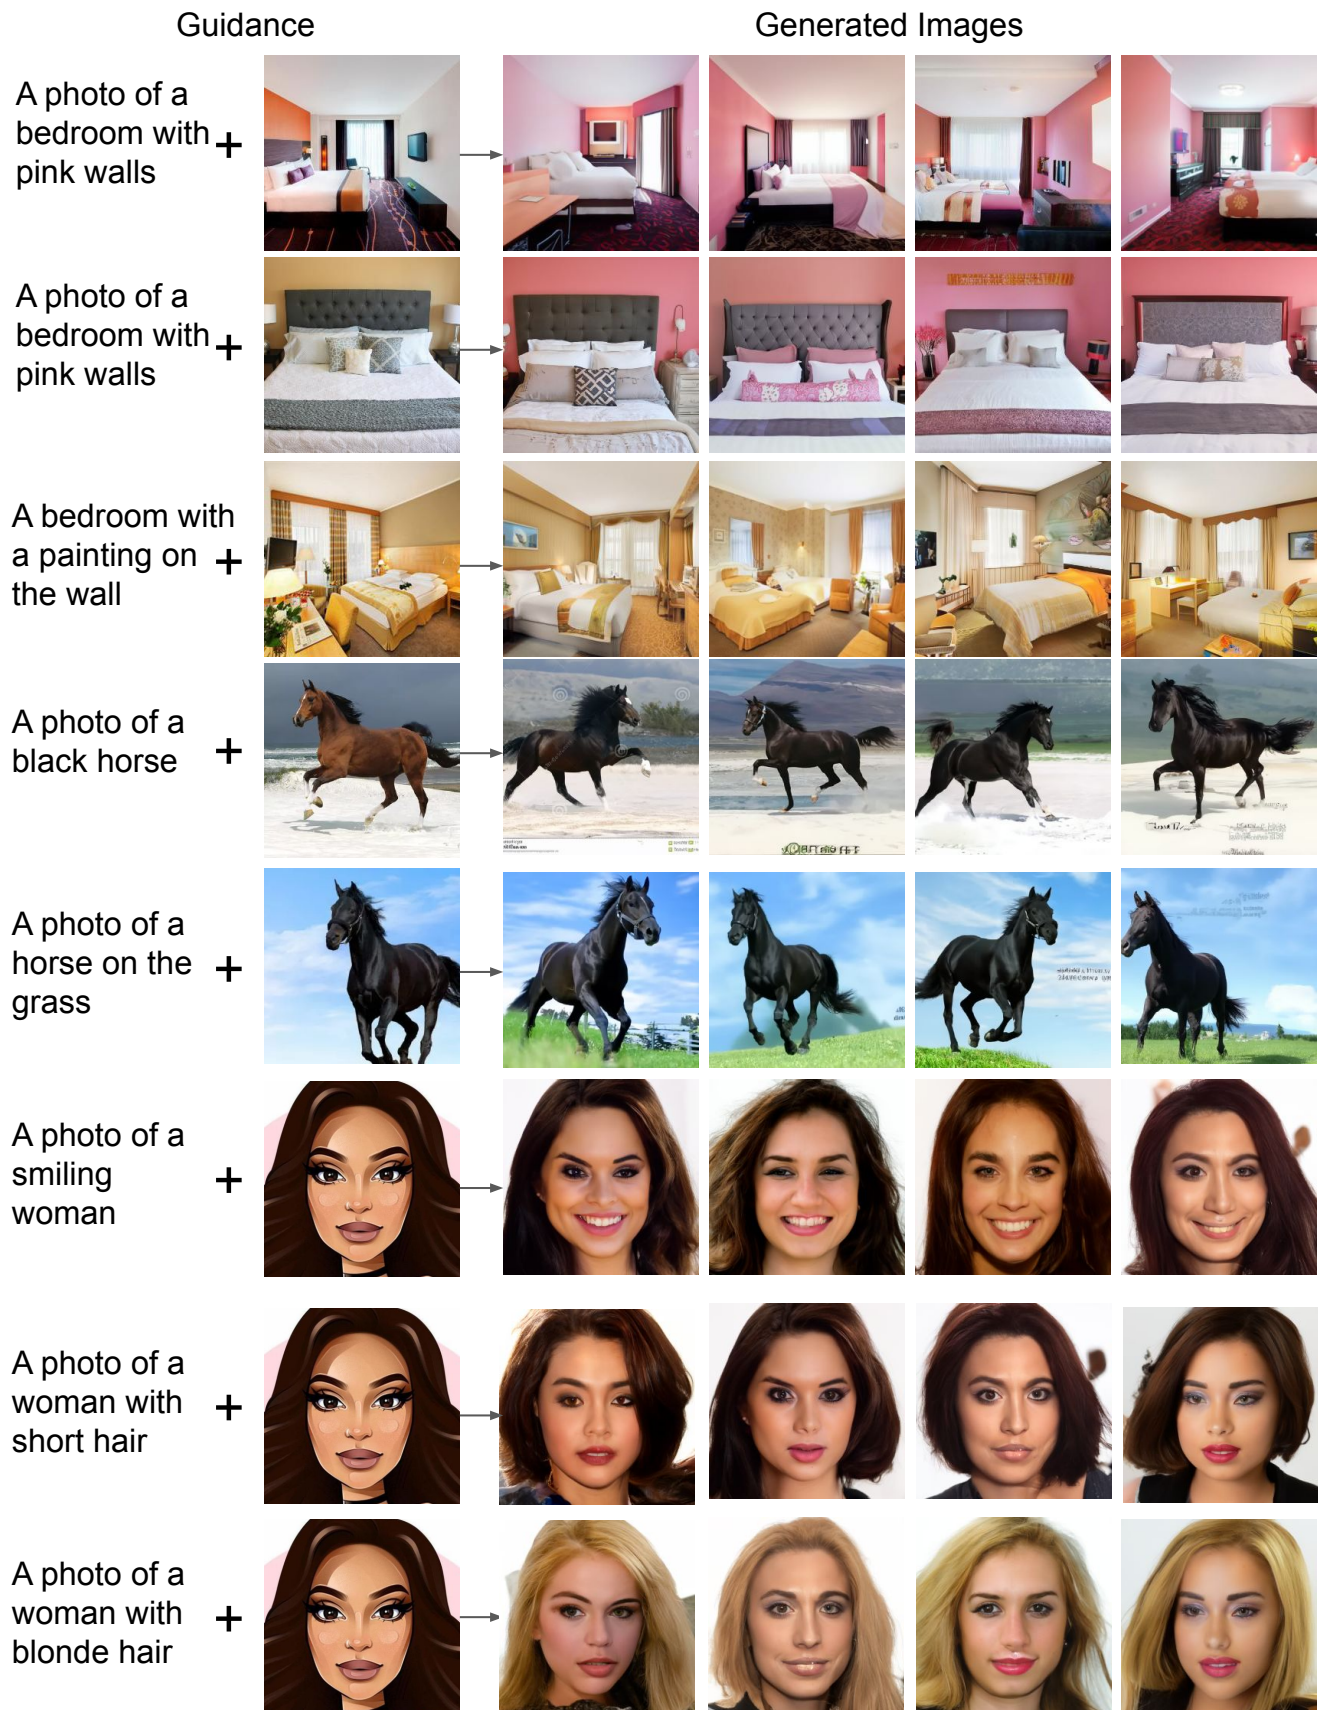 Guidance
Generated Images
A photo of a
bedroom with
pink walls
+
A photo of a
bedroom with
pink walls
+
A bedroom with
a painting on
the wall
+
A photo of a
black horse
+
A photo of a
horse on the
grass
+
A photo of a
smiling
woman
+
A photo of a
woman with
short hair
+
A photo of a
woman with
blonde hair
+